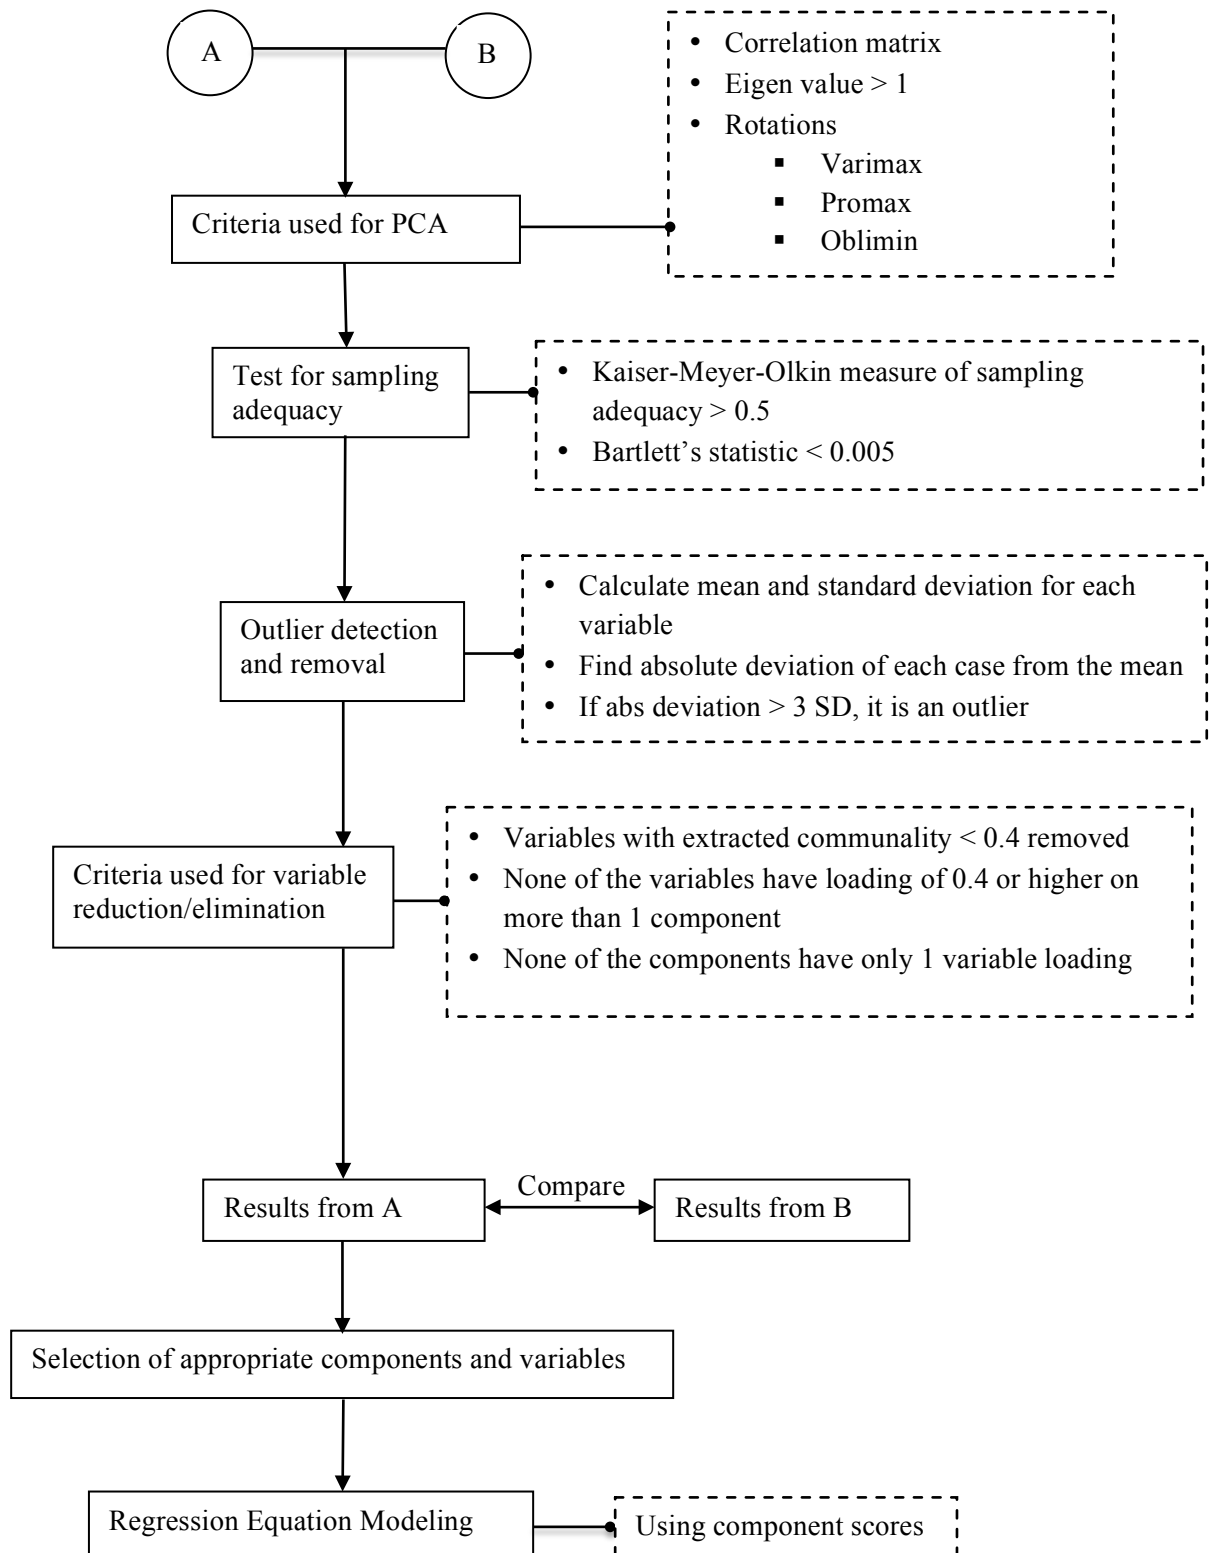 A
B
• Correlation matrix
• Eigen value > 1
• Rotations
▪ Varimax
▪ Promax
▪ Oblimin
Criteria used for PCA
Test for sampling
adequacy
• Kaiser-Meyer-Olkin measure of sampling
adequacy > 0.5
• Bartlett’s statistic < 0.005
Outlier detection
and removal
• Calculate mean and standard deviation for each
variable
• Find absolute deviation of each case from the mean
• If abs deviation > 3 SD, it is an outlier
Criteria used for variable
reduction/elimination
• Variables with extracted communality < 0.4 removed
• None of the variables have loading of 0.4 or higher on
more than 1 component
• None of the components have only 1 variable loading
Results from A
Compare
Results from B
Selection of appropriate components and variables
Regression Equation Modeling
Using component scores